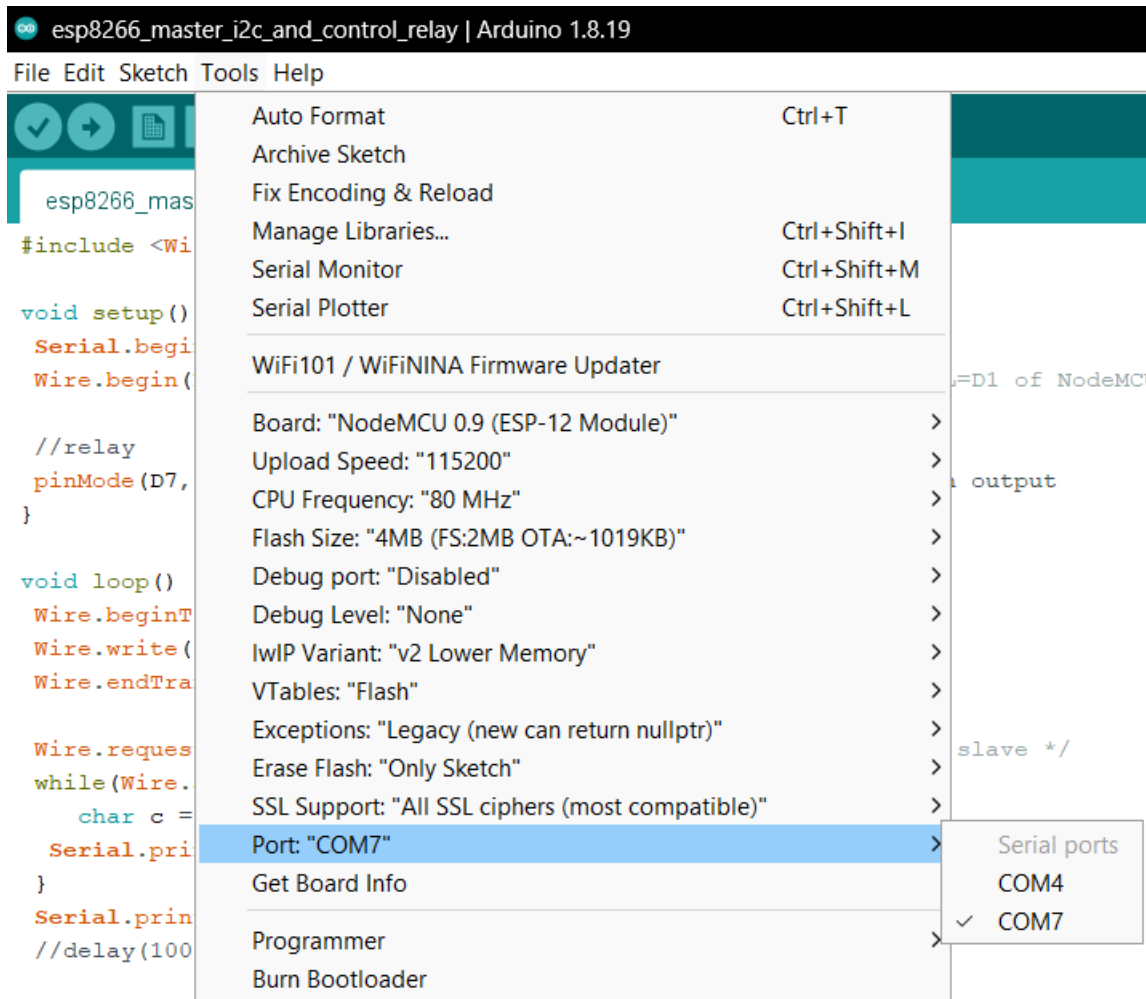 esp8266_master_i2c_and_control_relay | Arduino 1.8.19
File Edit Sketch Tools Help
Auto Format Ctrl+T
Archive Sketch
Fix Encoding & Reload
Manage Libraries... Ctrl+Shift+I
Serial Monitor Ctrl+Shift+M
Serial Plotter Ctrl+Shift+L
WiFi101 / WiFiNINA Firmware Updater
Board: "NodeMCU 0.9 (ESP-12 Module)"
Upload Speed: "115200"
CPU Frequency: "80 MHz"
Flash Size: "4MB (FS:2MB OTA:~1019KB)"
Debug port: "Disabled"
Debug Level: "None"
lwIP Variant: "v2 Lower Memory"
VTables: "Flash"
Exceptions: "Legacy (new can return nullptr)"
Erase Flash: "Only Sketch"
SSL Support: "All SSL ciphers (most compatible)"
Port: "COM7"
Get Board Info
Programmer
Burn Bootloader
Serial ports
COM4
COM7
esp8266_mas
#include <Wi
void setup()
Serial.begi
Wire.begin( =D1 of NodeMCU
//relay
pinMode(D7, output
}
void loop()
Wire.beginT
Wire.write(
Wire.endTra
Wire.reques slave */
while(Wire.
char c =
Serial.pri
}
Serial.prin
//delay(100